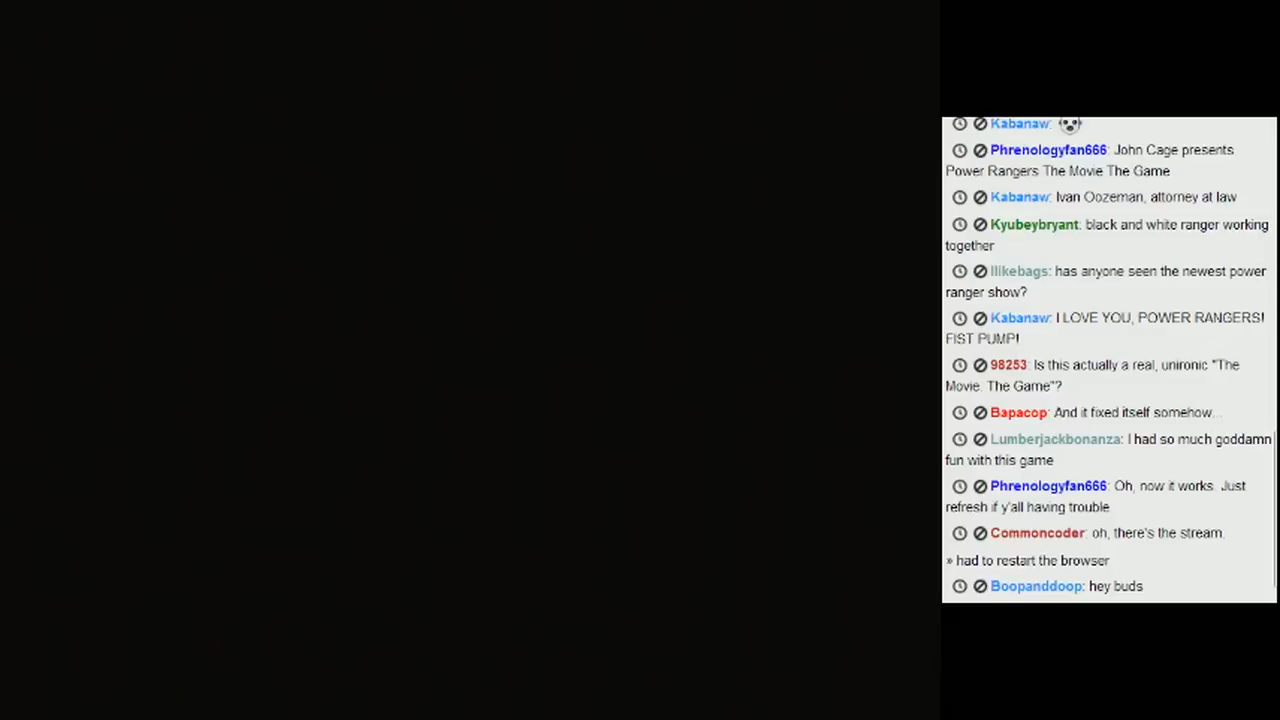 Kabanaw:
Phrenologyfan666: John Cage presents
Power Rangers The Movie The Game
Kabanaw: Ivan Oozeman, attorney at law
Kyubeybryant: black and white ranger working
together
Ilikebags: has anyone seen the newest power
ranger show?
Kabanaw: I LOVE YOU, POWER RANGERS!
FIST PUMP!
98253: Is this actually a real, unironic "The
Movie: The Game"?
Bapacop: And it fixed itself somehow...
Lumberjackbonanza: I had so much goddamn
fun with this game
Phrenologyfan666: Oh, now it works. Just
refresh if y'all having trouble
Commoncoder: oh, there's the stream.
» had to restart the browser
Boopanddoop: hey buds